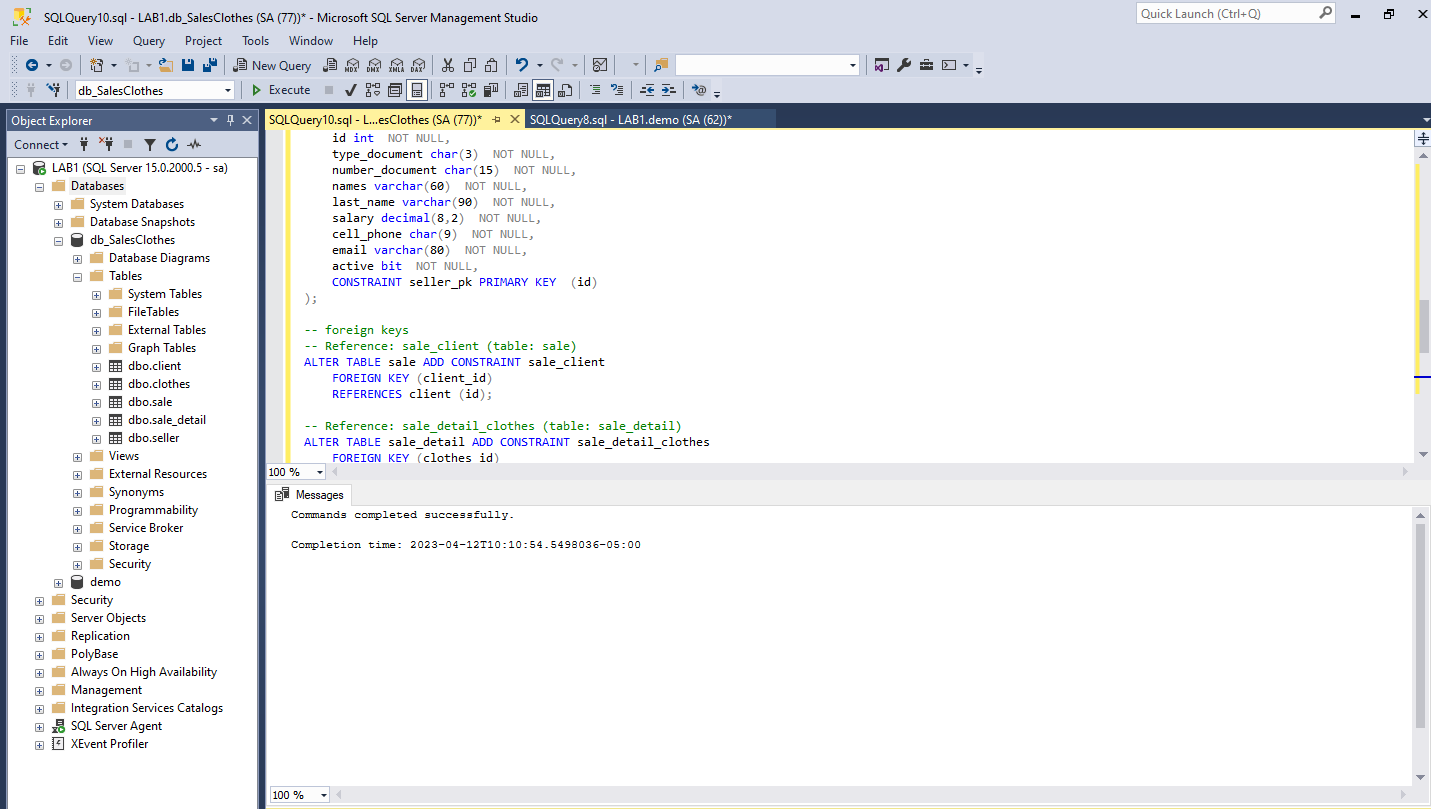 SQLQuery10.sql - LAB1.db_SalesClothes (SA (77))* - Microsoft SQL Server Management Studio
Quick Launch (Ctrl+Q)
File Edit View Query Project Tools Window Help
New Query MDX DMX XMLA DAX
db_SalesClothes Execute
Object Explorer
Connect
LAB1 (SQL Server 15.0.2000.5 - sa)
Databases
System Databases
Database Snapshots
db_SalesClothes
Database Diagrams
Tables
System Tables
FileTables
External Tables
Graph Tables
dbo.client
dbo.clothes
dbo.sale
dbo.sale_detail
dbo.seller
Views
External Resources
Synonyms
Programmability
Service Broker
Storage
Security
demo
Security
Server Objects
Replication
PolyBase
Always On High Availability
Management
Integration Services Catalogs
SQL Server Agent
XEvent Profiler
SQLQuery10.sql - L...esClothes (SA (77))* SQLQuery8.sql - LAB1.demo (SA (62))*
id int  NOT NULL,
type_document char(3)  NOT NULL,
number_document char(15)  NOT NULL,
names varchar(60)  NOT NULL,
last_name varchar(90)  NOT NULL,
salary decimal(8,2)  NOT NULL,
cell_phone char(9)  NOT NULL,
email varchar(80)  NOT NULL,
active bit  NOT NULL,
CONSTRAINT seller_pk PRIMARY KEY  (id)
);
-- foreign keys
-- Reference: sale_client (table: sale)
ALTER TABLE sale ADD CONSTRAINT sale_client
FOREIGN KEY (client_id)
REFERENCES client (id);
-- Reference: sale_detail_clothes (table: sale_detail)
ALTER TABLE sale_detail ADD CONSTRAINT sale_detail_clothes
FOREIGN KEY (clothes_id)
100 %
Messages
Commands completed successfully.
Completion time: 2023-04-12T10:10:54.5498036-05:00
100 %